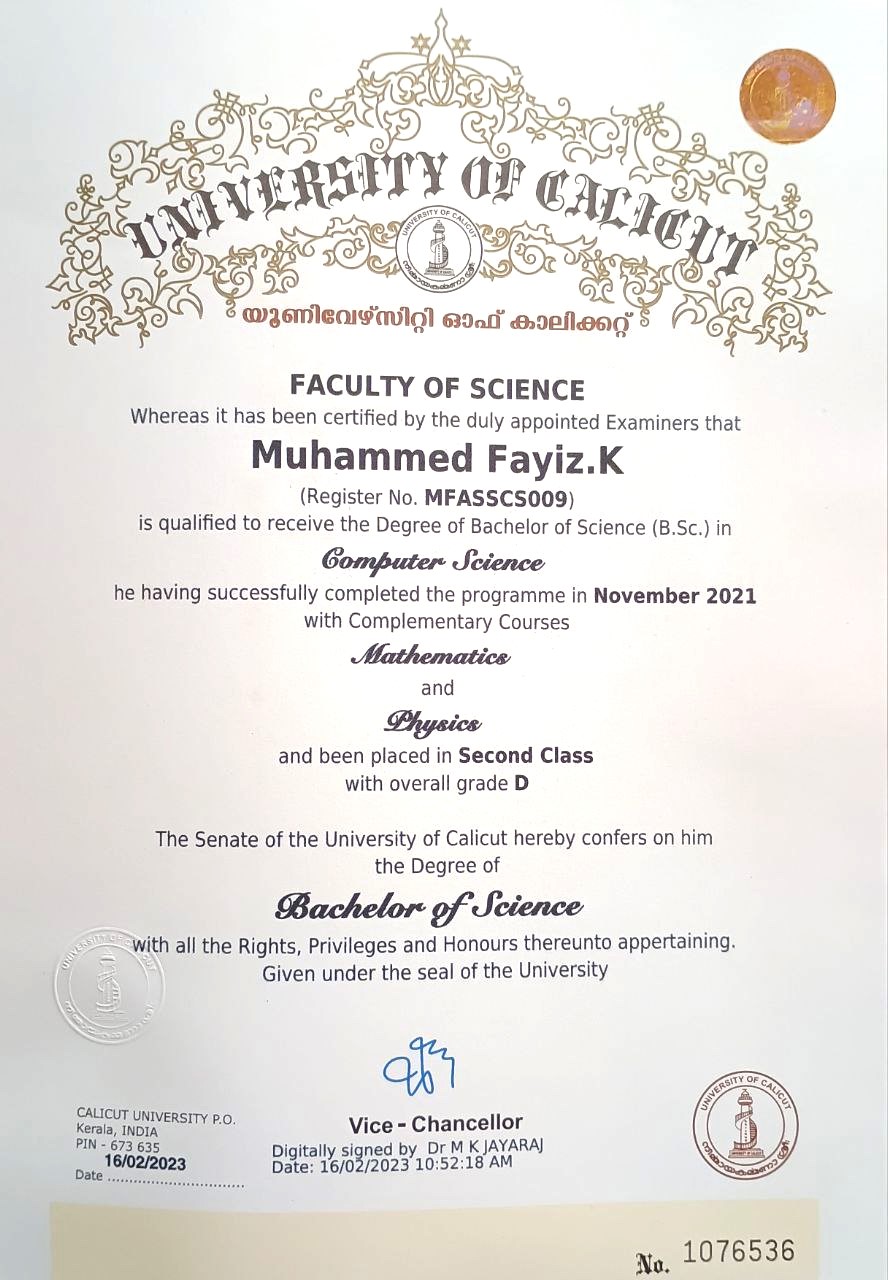 UNIVERSITY OF CALICUT
UNIVERSITY OF CALICUT
യൂണിവേഴ്സിറ്റി ഓഫ് കാലിക്കറ്റ്
FACULTY OF SCIENCE
Whereas it has been certified by the duly appointed Examiners that
Muhammed Fayiz.K
(Register No. MFASSCS009)
is qualified to receive the Degree of Bachelor of Science (B.Sc.) in
Computer Science
he having successfully completed the programme in November 2021
with Complementary Courses
Mathematics
and
Physics
and been placed in Second Class
with overall grade D
The Senate of the University of Calicut hereby confers on him
the Degree of
Bachelor of Science
with all the Rights, Privileges and Honours thereunto appertaining.
Given under the seal of the University
UNIVERSITY OF CALICUT
CALICUT UNIVERSITY P.O.
Kerala, INDIA
PIN - 673 635
16/02/2023
Date ................................
Vice - Chancellor
Digitally signed by Dr M K JAYARAJ
Date: 16/02/2023 10:52:18 AM
UNIVERSITY OF CALICUT
നിർമ്മായകർമ്മണാ ശ്രീഃ
No. 1076536